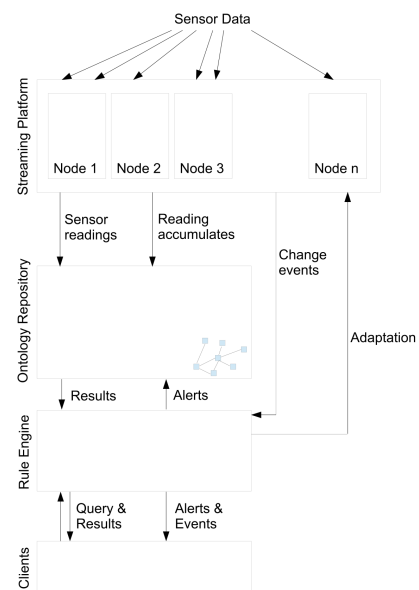 Sensor Data
Streaming Platform
Node 1
Node 2
Node 3
Node n
Sensor
readings
Reading
accumulates
Change
events
Adaptation
Ontology Repository
Results
Alerts
Rule Engine
Query &
Results
Alerts &
Events
Clients